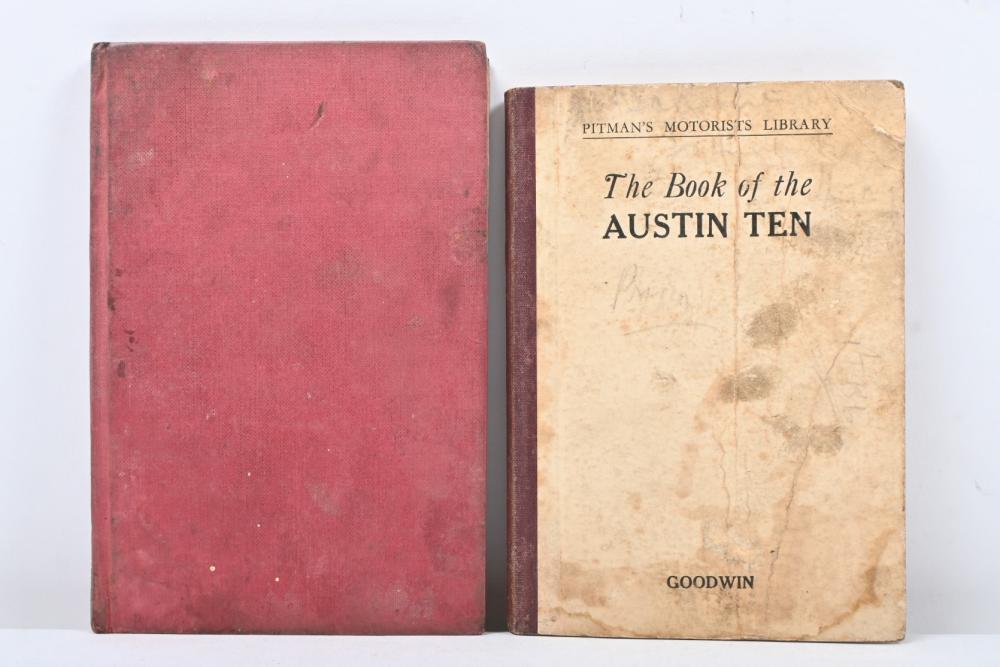 PITMAN'S MOTORISTS LIBRARY
The Book of the
AUSTIN TEN
GOODWIN